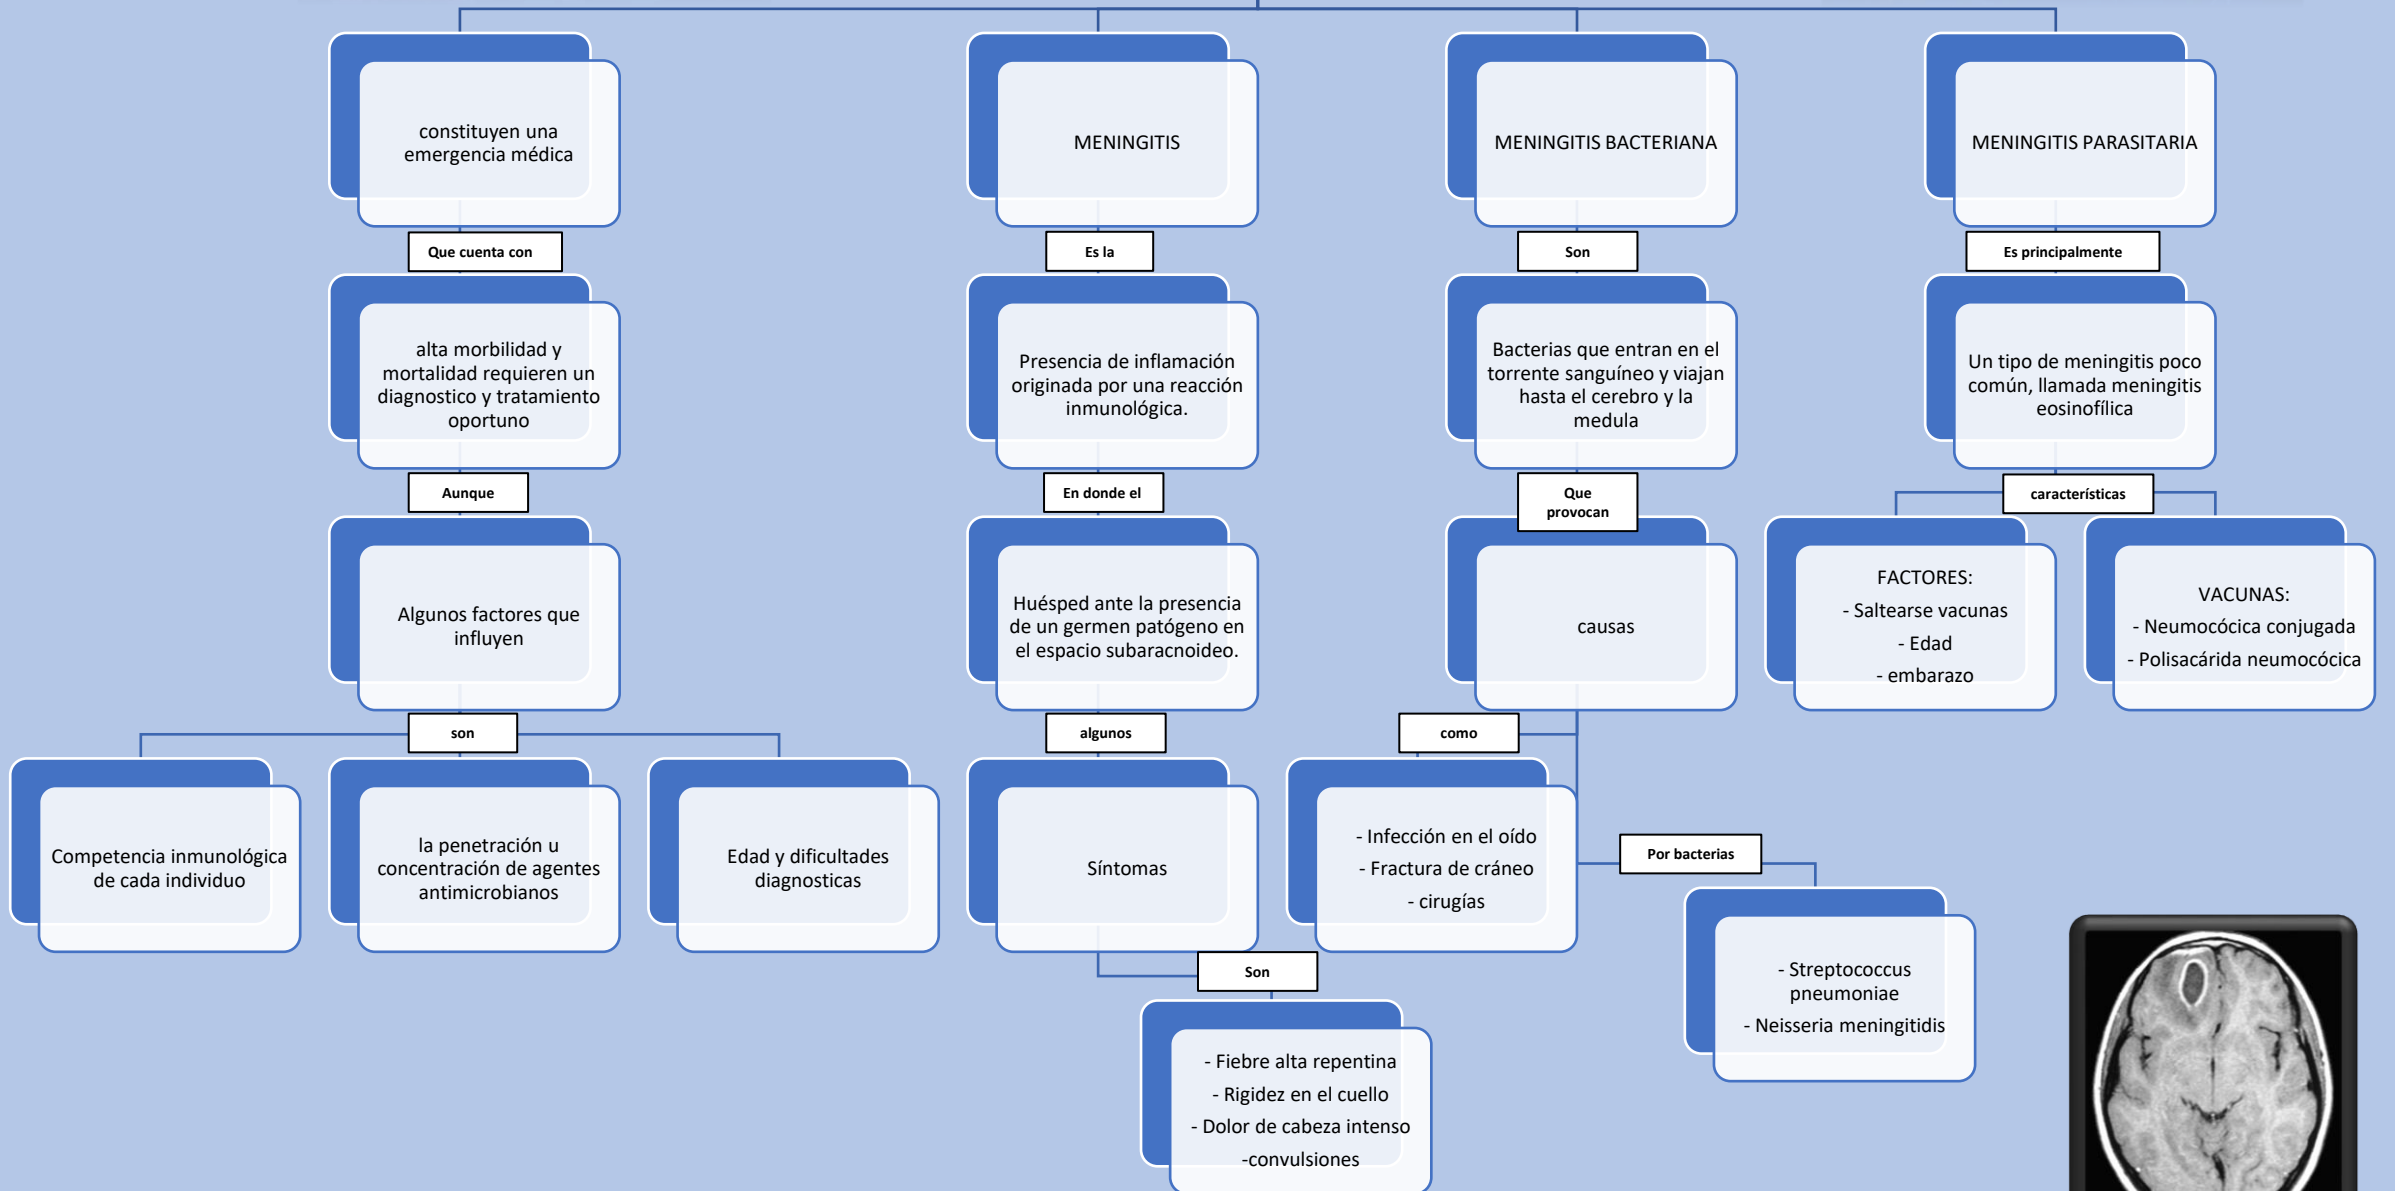 constituyen una
emergencia médica
Que cuenta con
alta morbilidad y
mortalidad requieren un
diagnostico y tratamiento
oportuno
Aunque
Algunos factores que
influyen
son
Competencia inmunológica
de cada individuo
la penetración u
concentración de agentes
antimicrobianos
Edad y dificultades
diagnosticas
MENINGITIS
Es la
Presencia de inflamación
originada por una reacción
inmunológica.
En donde el
Huésped ante la presencia
de un germen patógeno en
el espacio subaracnoideo.
algunos
Síntomas
Son
- Fiebre alta repentina
- Rigidez en el cuello
- Dolor de cabeza intenso
-convulsiones
MENINGITIS BACTERIANA
Son
Bacterias que entran en el
torrente sanguíneo y viajan
hasta el cerebro y la
medula
Que
provocan
causas
como
- Infección en el oído
- Fractura de cráneo
- cirugías
Por bacterias
- Streptococcus
pneumoniae
- Neisseria meningitidis
MENINGITIS PARASITARIA
Es principalmente
Un tipo de meningitis poco
común, llamada meningitis
eosinofílica
características
FACTORES:
- Saltearse vacunas
- Edad
- embarazo
VACUNAS:
- Neumocócica conjugada
- Polisacárida neumocócica